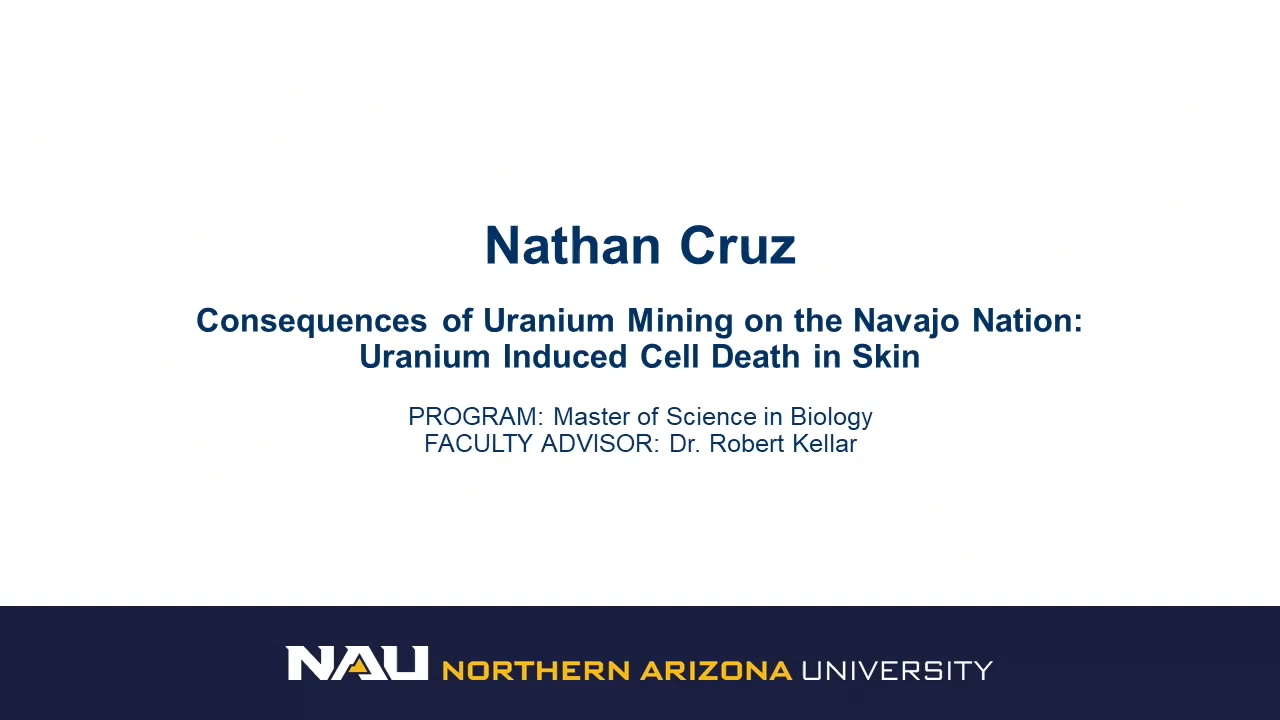 Nathan Cruz
Consequences of Uranium Mining on the Navajo Nation:
Uranium Induced Cell Death in Skin
PROGRAM: Master of Science in Biology
FACULTY ADVISOR: Dr. Robert Kellar
NAU NORTHERN ARIZONA UNIVERSITY